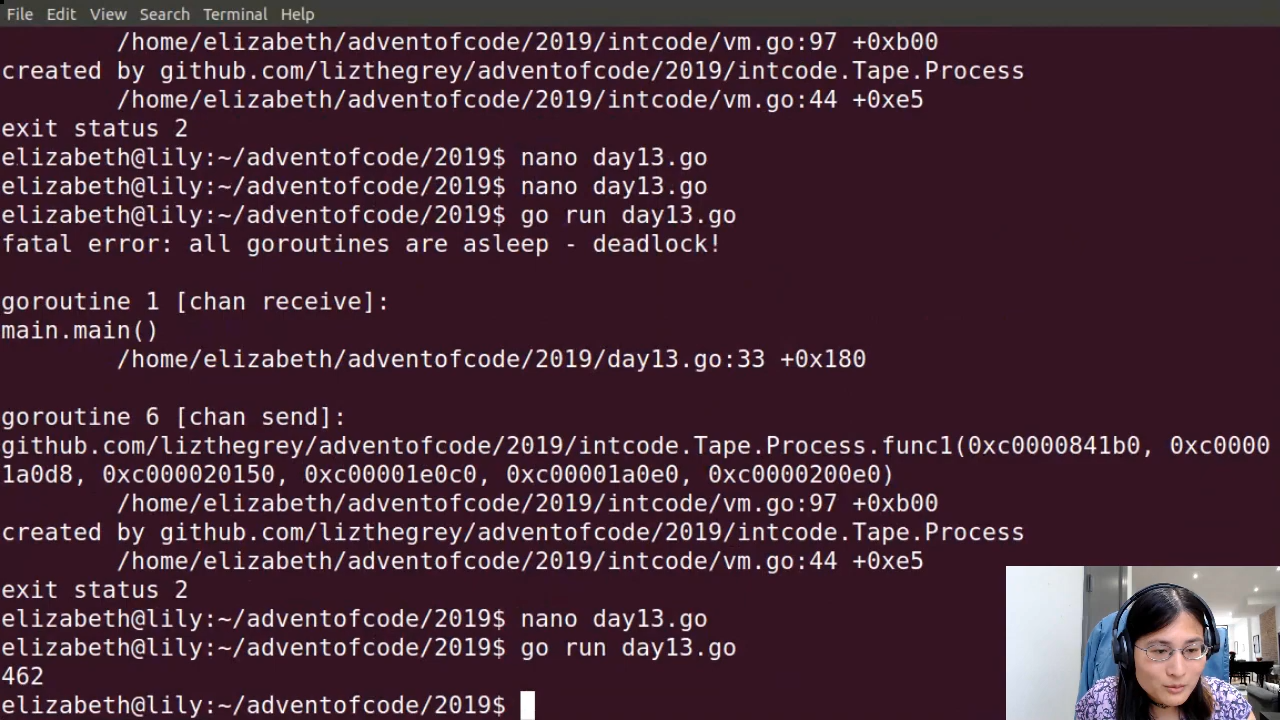 File Edit View Search Terminal Help
/home/elizabeth/adventofcode/2019/intcode/vm.go:97 +0xb00
created by github.com/lizthegrey/adventofcode/2019/intcode.Tape.Process
/home/elizabeth/adventofcode/2019/intcode/vm.go:44 +0xe5
exit status 2
elizabeth@lily:~/adventofcode/2019$ nano day13.go
elizabeth@lily:~/adventofcode/2019$ nano day13.go
elizabeth@lily:~/adventofcode/2019$ go run day13.go
fatal error: all goroutines are asleep - deadlock!
goroutine 1 [chan receive]:
main.main()
/home/elizabeth/adventofcode/2019/day13.go:33 +0x180
goroutine 6 [chan send]:
github.com/lizthegrey/adventofcode/2019/intcode.Tape.Process.func1(0xc0000841b0, 0xc0000
1a0d8, 0xc000020150, 0xc00001e0c0, 0xc00001a0e0, 0xc0000200e0)
/home/elizabeth/adventofcode/2019/intcode/vm.go:97 +0xb00
created by github.com/lizthegrey/adventofcode/2019/intcode.Tape.Process
/home/elizabeth/adventofcode/2019/intcode/vm.go:44 +0xe5
exit status 2
elizabeth@lily:~/adventofcode/2019$ nano day13.go
elizabeth@lily:~/adventofcode/2019$ go run day13.go
462
elizabeth@lily:~/adventofcode/2019$